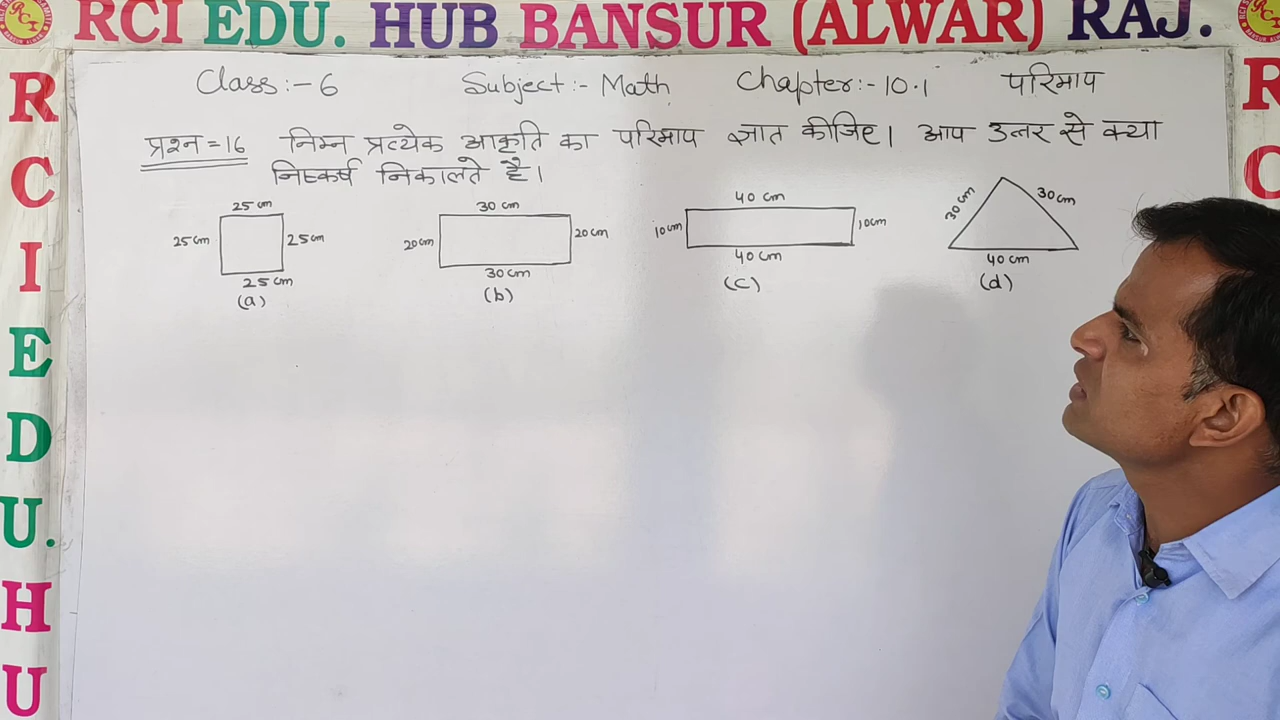 RCI EDU. HUB BANSUR (ALWAR) RAJ.
R
C
I
E
D
U.
H
U
R
C
Class:- 6 Subject:- Math Chapter:- 10.1 परिमाप
प्रश्न = 16 निम्न प्रत्येक आकृति का परिमाप ज्ञात कीजिए। आप उत्तर से क्या
निष्कर्ष निकालते है।
25 cm
25 cm 25 cm
25 cm
(a)
30 cm
20 cm 20 cm
30 cm
(b)
40 cm
10 cm 10 cm
40 cm
(c)
30 cm 30 cm
40 cm
(d)